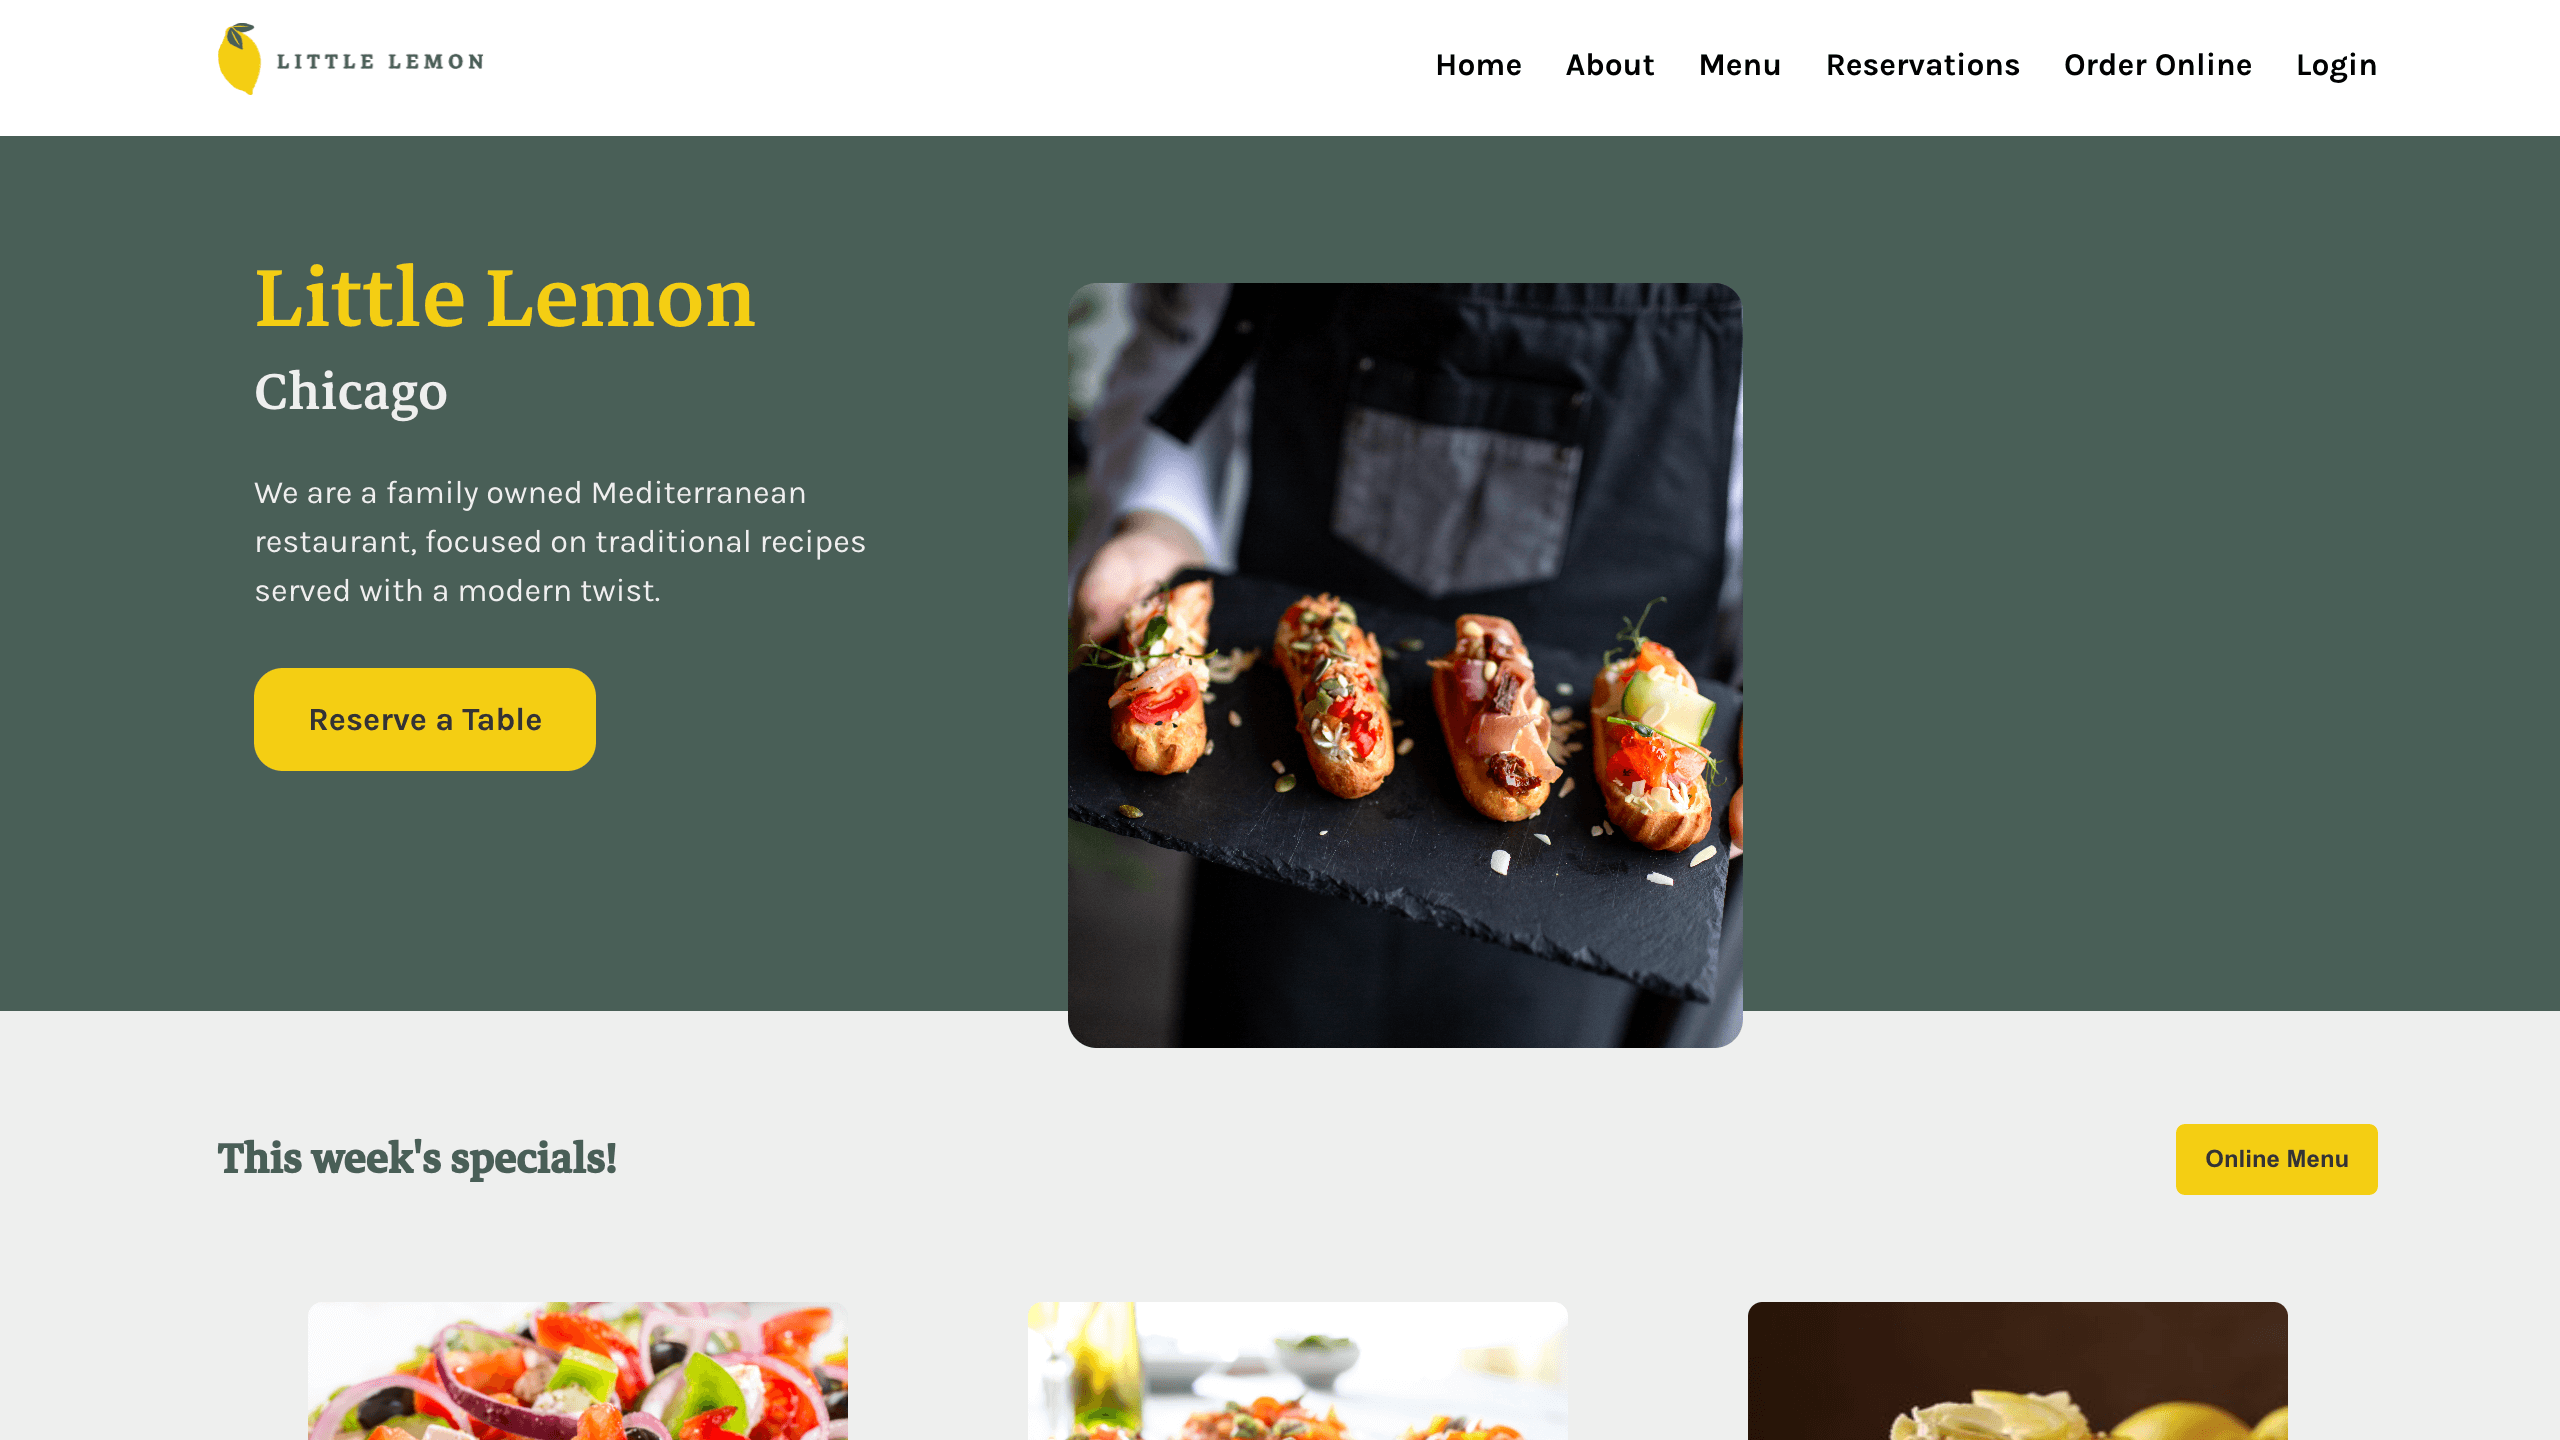 LITTLE LEMON
Home About Menu Reservations Order Online Login
Little Lemon
Chicago
We are a family owned Mediterranean
restaurant, focused on traditional recipes
served with a modern twist.
Reserve a Table
This week's specials!
Online Menu